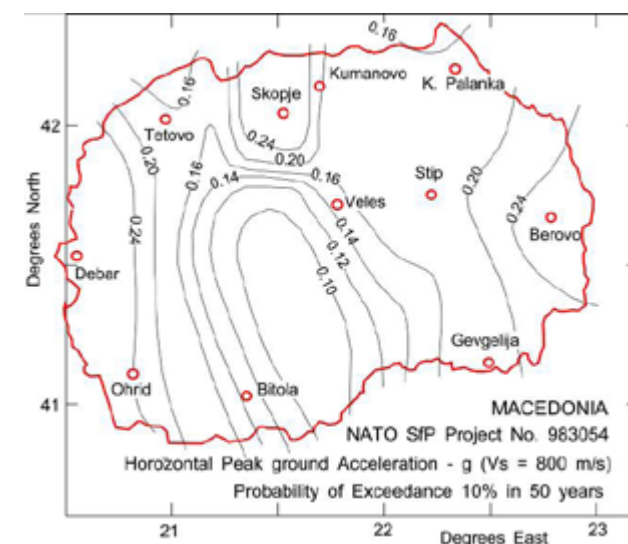 0.16
Kumanovo
K. Palanka
Skopje
0.16
42
Tetovo
0.24
0.20
0.20
0.16
0.14
0.16
Stip
0.20
Veles
0.24
0.24
0.14
Berovo
0.12
Degrees North
Debar
0.10
Gevgelija
Ohrid
Bitola
41
MACEDONIA
NATO SfP Project No. 983054
Horozontal Peak ground Acceleration - g (Vs = 800 m/s)
Probability of Exceedance 10% in 50 years
21
22
23
Degrees East